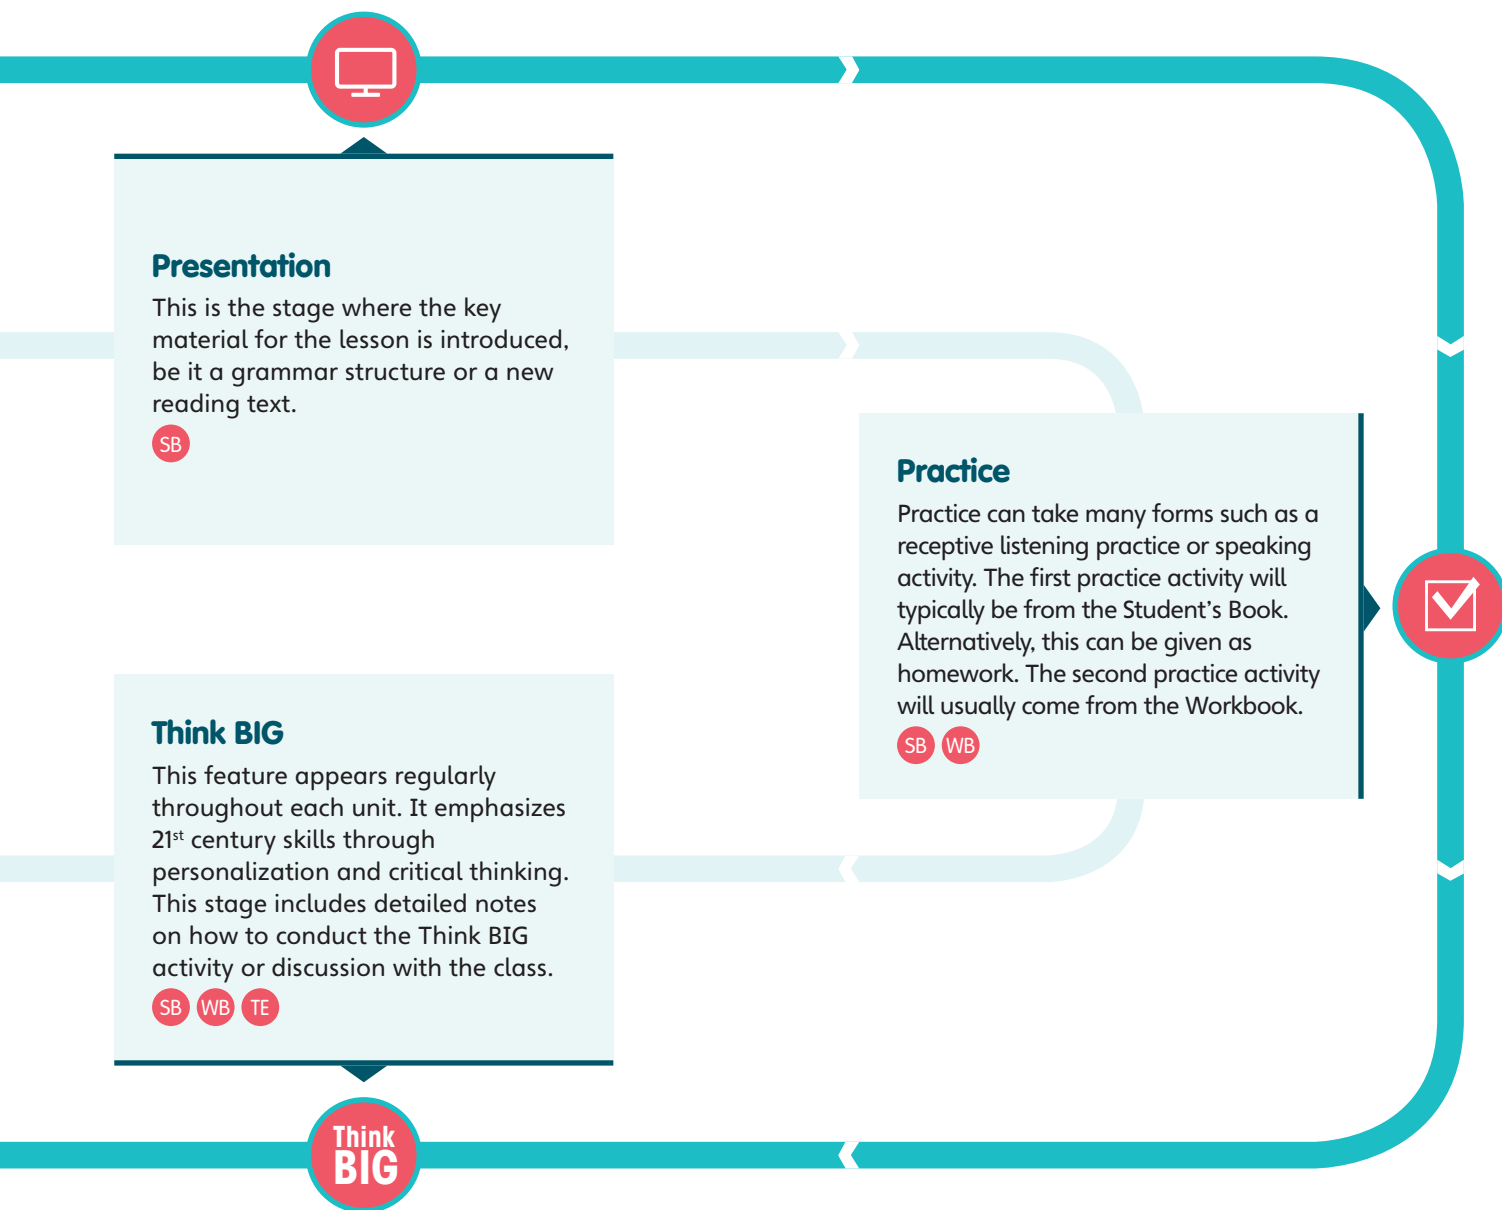 Presentation
This is the stage where the key
material for the lesson is introduced,
be it a grammar structure or a new
reading text.
SB
Practice
Practice can take many forms such as a
receptive listening practice or speaking
activity. The first practice activity will
typically be from the Student’s Book.
Alternatively, this can be given as
homework. The second practice activity
will usually come from the Workbook.
SB WB
Think BIG
This feature appears regularly
throughout each unit. It emphasizes
21st century skills through
personalization and critical thinking.
This stage includes detailed notes
on how to conduct the Think BIG
activity or discussion with the class.
SB WB TE
Think
BIG